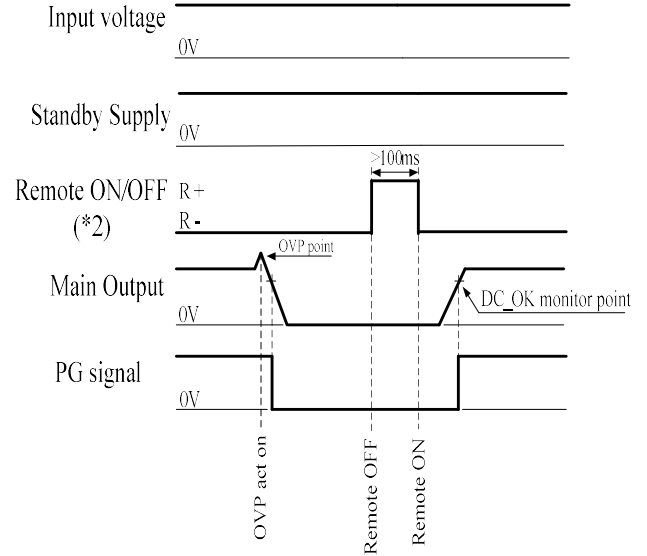 Input voltage
0V
Standby Supply
0V
>100ms
Remote ON/OFF
(*2)
R+
R-
OVP point
Main Output
0V
DC_OK monitor point
PG signal
0V
OVP act on
Remote OFF
Remote ON